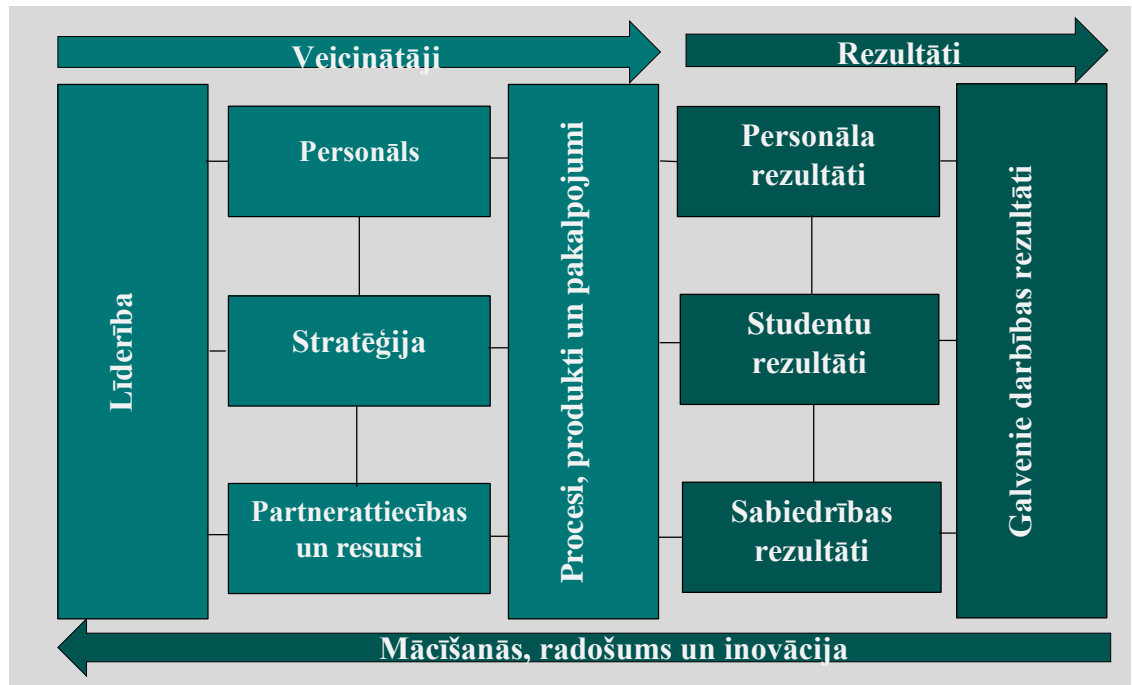 Veicinātāji
Rezultāti
Līderība
Personāls
Stratēģija
Partnerattiecības
un resursi
Procesi, produkti un pakalpojumi
Personāla
rezultāti
Studentu
rezultāti
Sabiedrības
rezultāti
Galvenie darbības rezultāti
Mācīšanās, radošums un inovācija